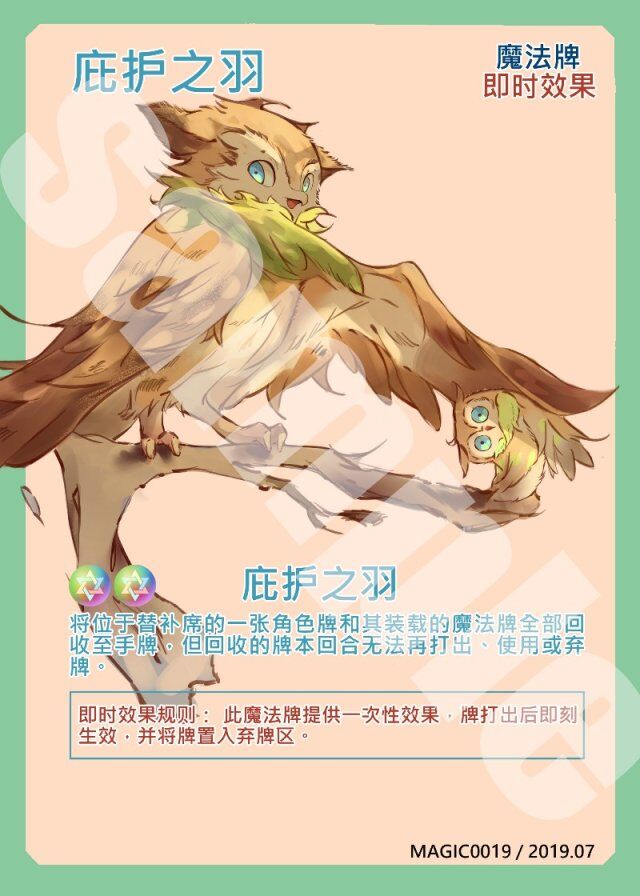 庇护之羽
魔法牌
即时效果
庇护之羽
将位于替补席的一张角色牌和其装载的魔法牌全部回
收至手牌，但回收的牌本回合无法再打出、使用或弃
牌。
即时效果规则：此魔法牌提供一次性效果，牌打出后即刻
生效，并将牌置入弃牌区。
MAGIC0019 / 2019.07